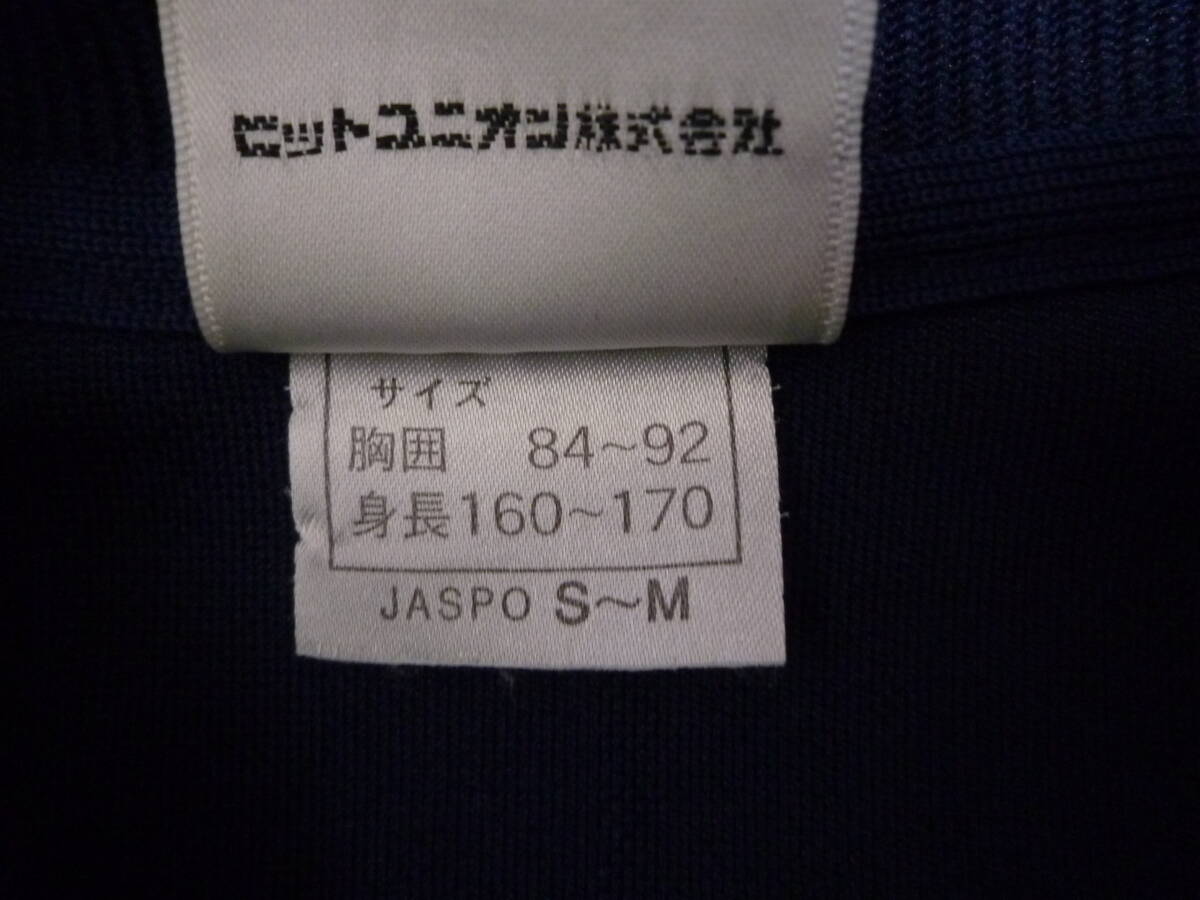 ヒットユニオン株式会社
サイズ
胸囲 84~92
身長160~170
JASPO S~M